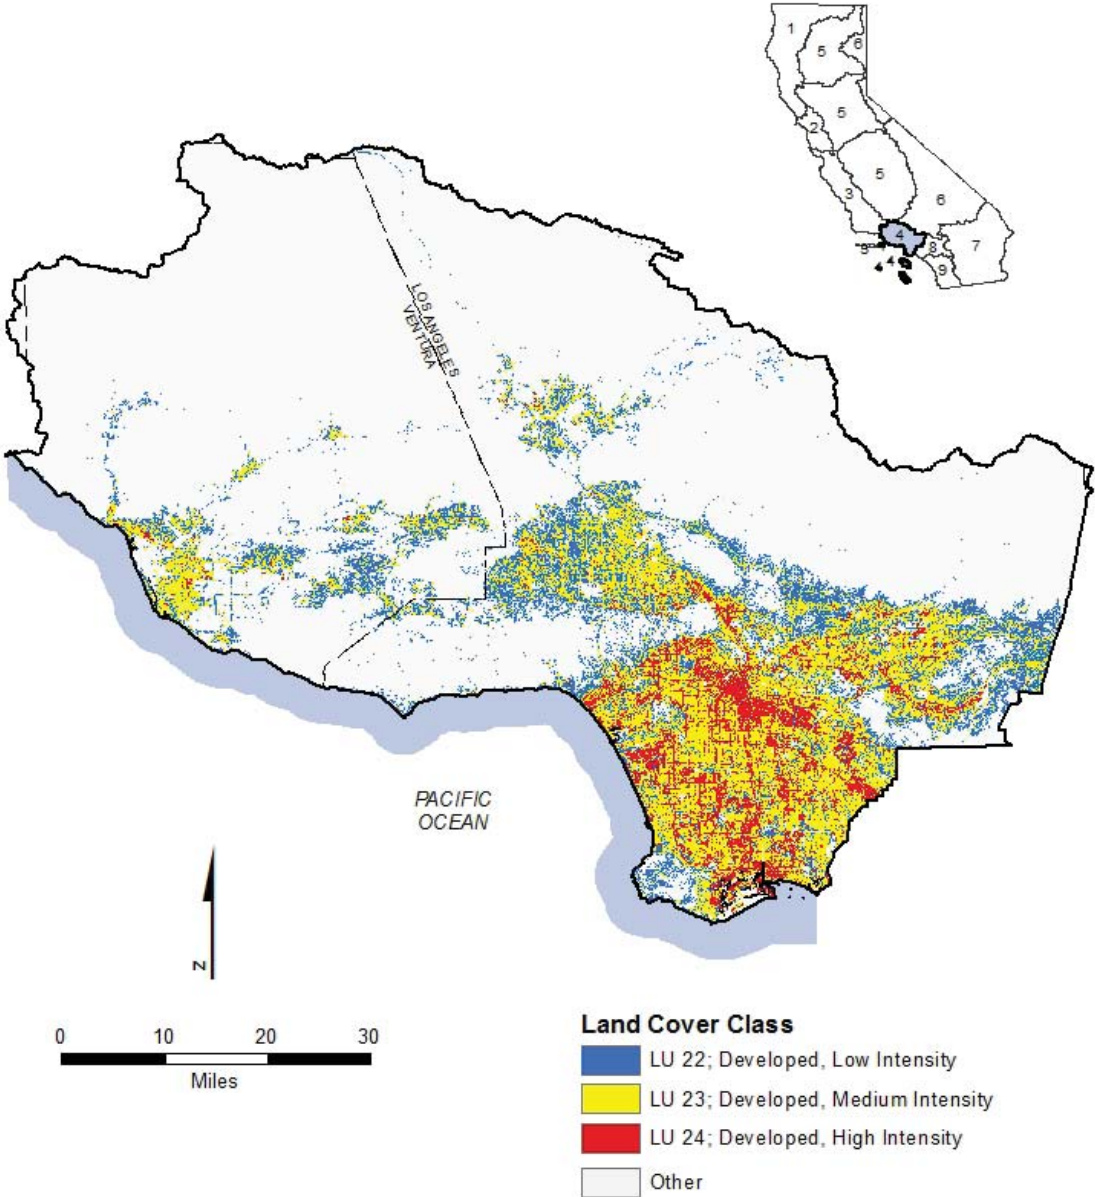 1
5
6
5
2
5
3
6
4
8
7
9
4
LOS ANGELES
VENTURA
PACIFIC
OCEAN
N
0 10 20 30
Miles
Land Cover Class
LU 22; Developed, Low Intensity
LU 23; Developed, Medium Intensity
LU 24; Developed, High Intensity
Other